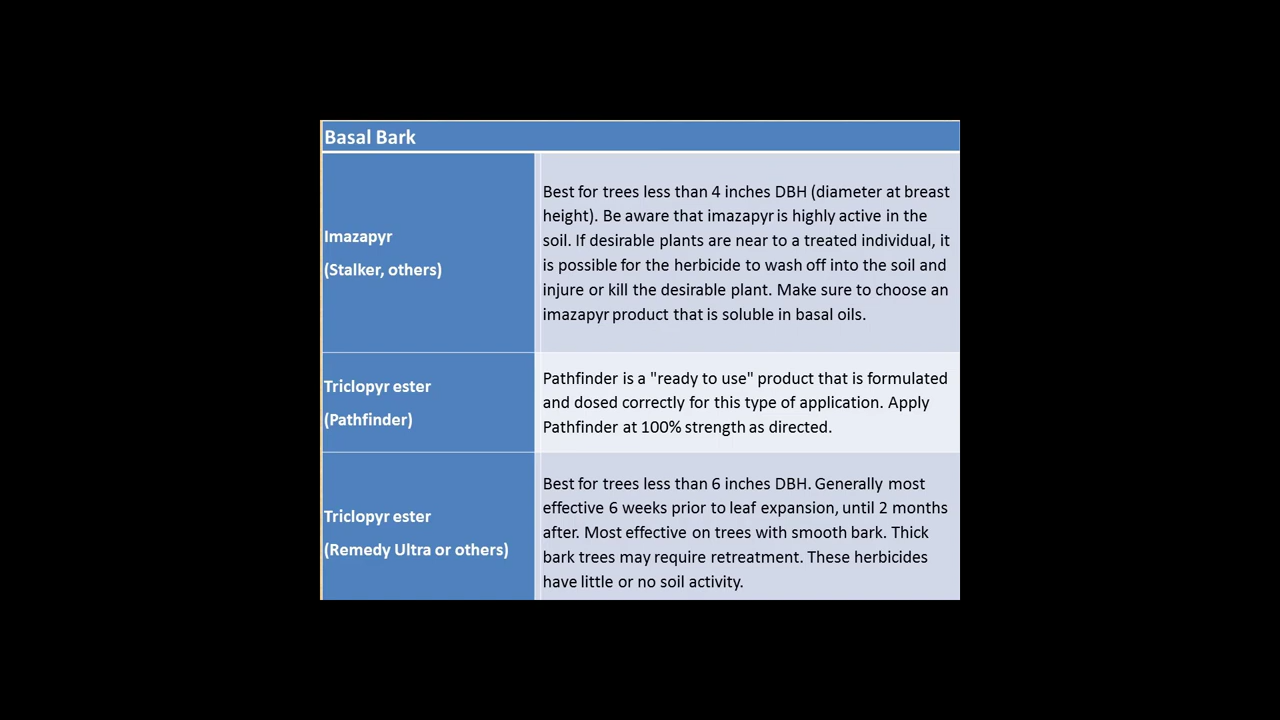 Basal Bark
Imazapyr
(Stalker, others)
Best for trees less than 4 inches DBH (diameter at breast
height). Be aware that imazapyr is highly active in the
soil. If desirable plants are near to a treated individual, it
is possible for the herbicide to wash off into the soil and
injure or kill the desirable plant. Make sure to choose an
imazapyr product that is soluble in basal oils.
Triclopyr ester
(Pathfinder)
Pathfinder is a "ready to use" product that is formulated
and dosed correctly for this type of application. Apply
Pathfinder at 100% strength as directed.
Triclopyr ester
(Remedy Ultra or others)
Best for trees less than 6 inches DBH. Generally most
effective 6 weeks prior to leaf expansion, until 2 months
after. Most effective on trees with smooth bark. Thick
bark trees may require retreatment. These herbicides
have little or no soil activity.